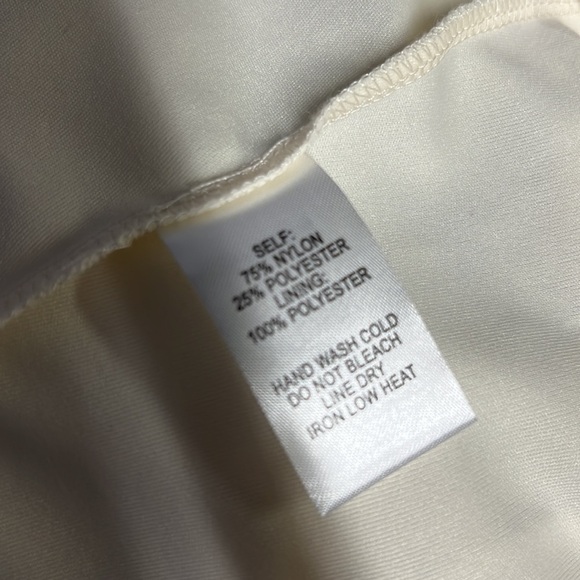 SELF:
75% NYLON
25% POLYESTER
LINING:
100% POLYESTER
HAND WASH COLD
DO NOT BLEACH
LINE DRY
IRON LOW HEAT